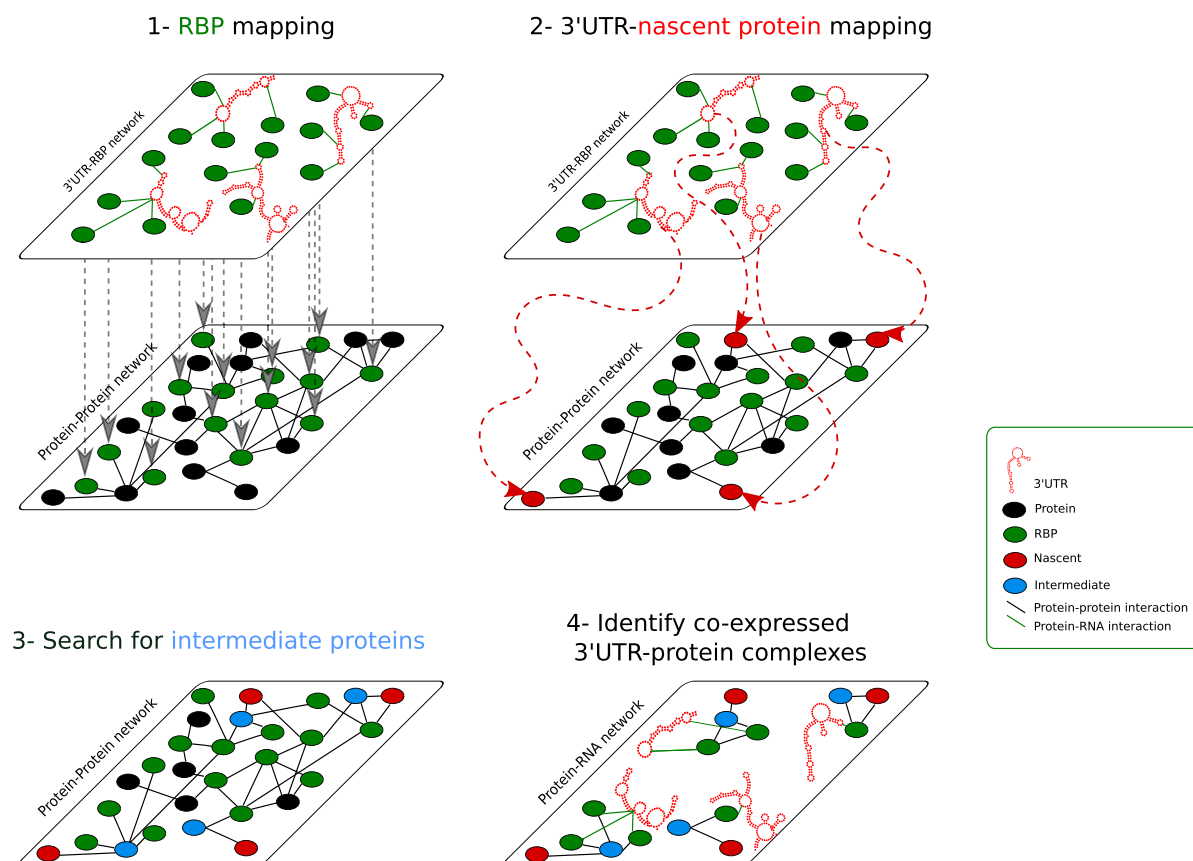 1- RBP mapping
2- 3'UTR-nascent protein mapping
3'UTR-RBP network
3'UTR-RBP network
Protein-Protein network
Protein-Protein network
3'UTR
Protein
RBP
Nascent
Intermediate
Protein-protein interaction
Protein-RNA interaction
3- Search for intermediate proteins
4- Identify co-expressed
3'UTR-protein complexes
Protein-Protein network
Protein-RNA network